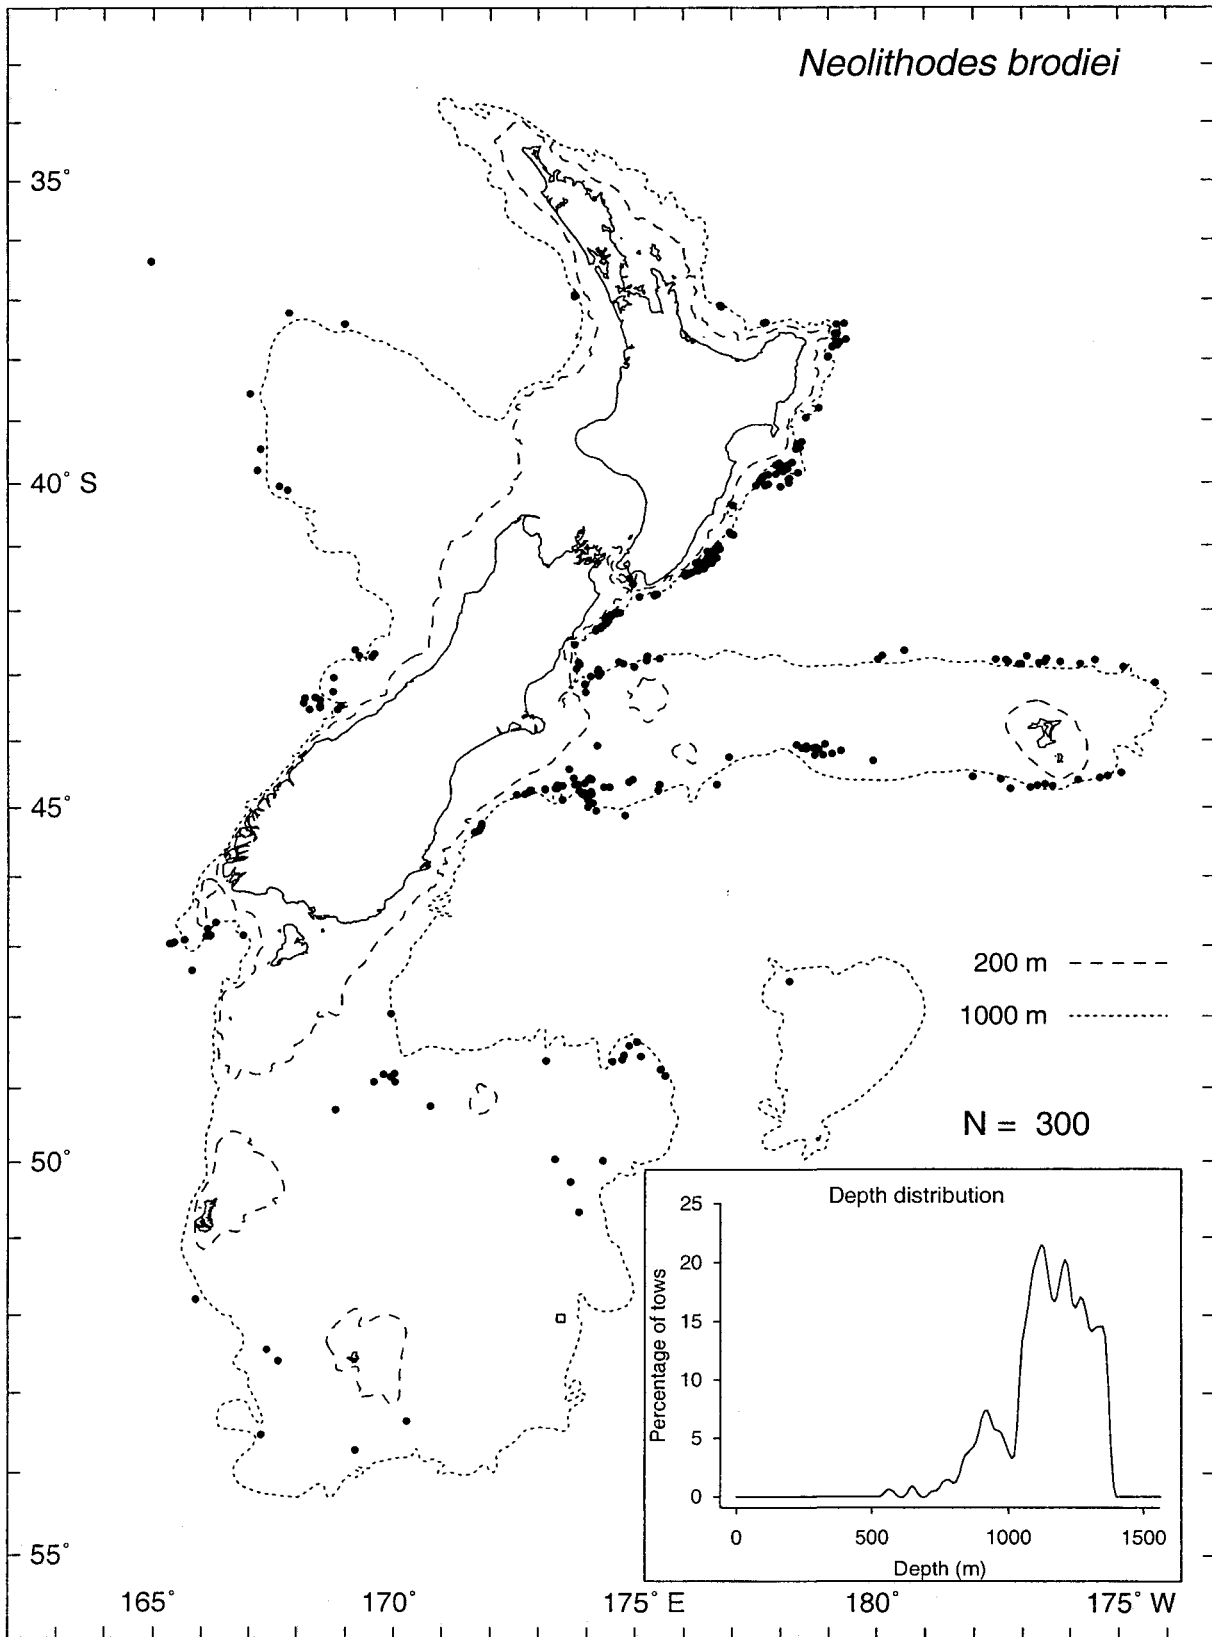 Neolithodes brodiei
35°
40° S
45°
50°
55°
200 m
1000 m
N = 300
Depth distribution
25
20
15
10
5
0
Percentage of tows
0 500 1000 1500
Depth (m)
165° 170° 175° E 180° 175° W